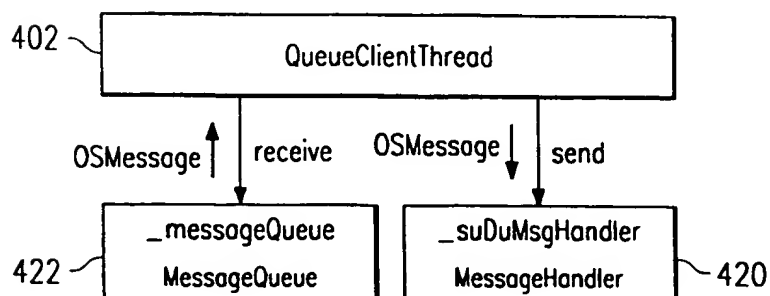 402
QueueClientThread
OSMessage receive OSMessage send
_messageQueue
MessageQueue
422
_suDuMsgHandler
MessageHandler
420